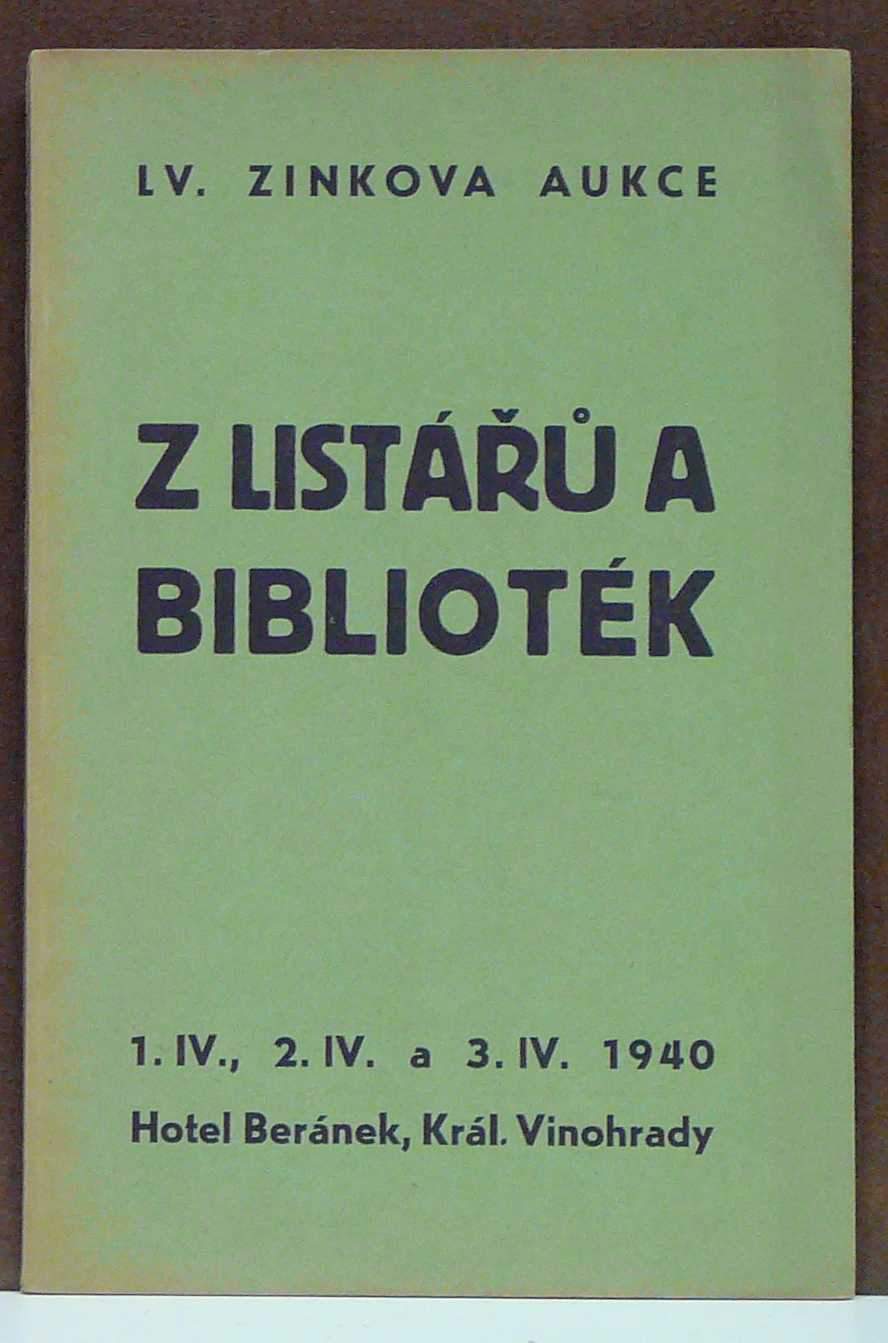 LV. ZINKOVA AUKCE
Z LISTÁŘŮ A
BIBLIOTÉK
1. IV., 2. IV. a 3. IV. 1940
Hotel Beránek, Král. Vinohrady